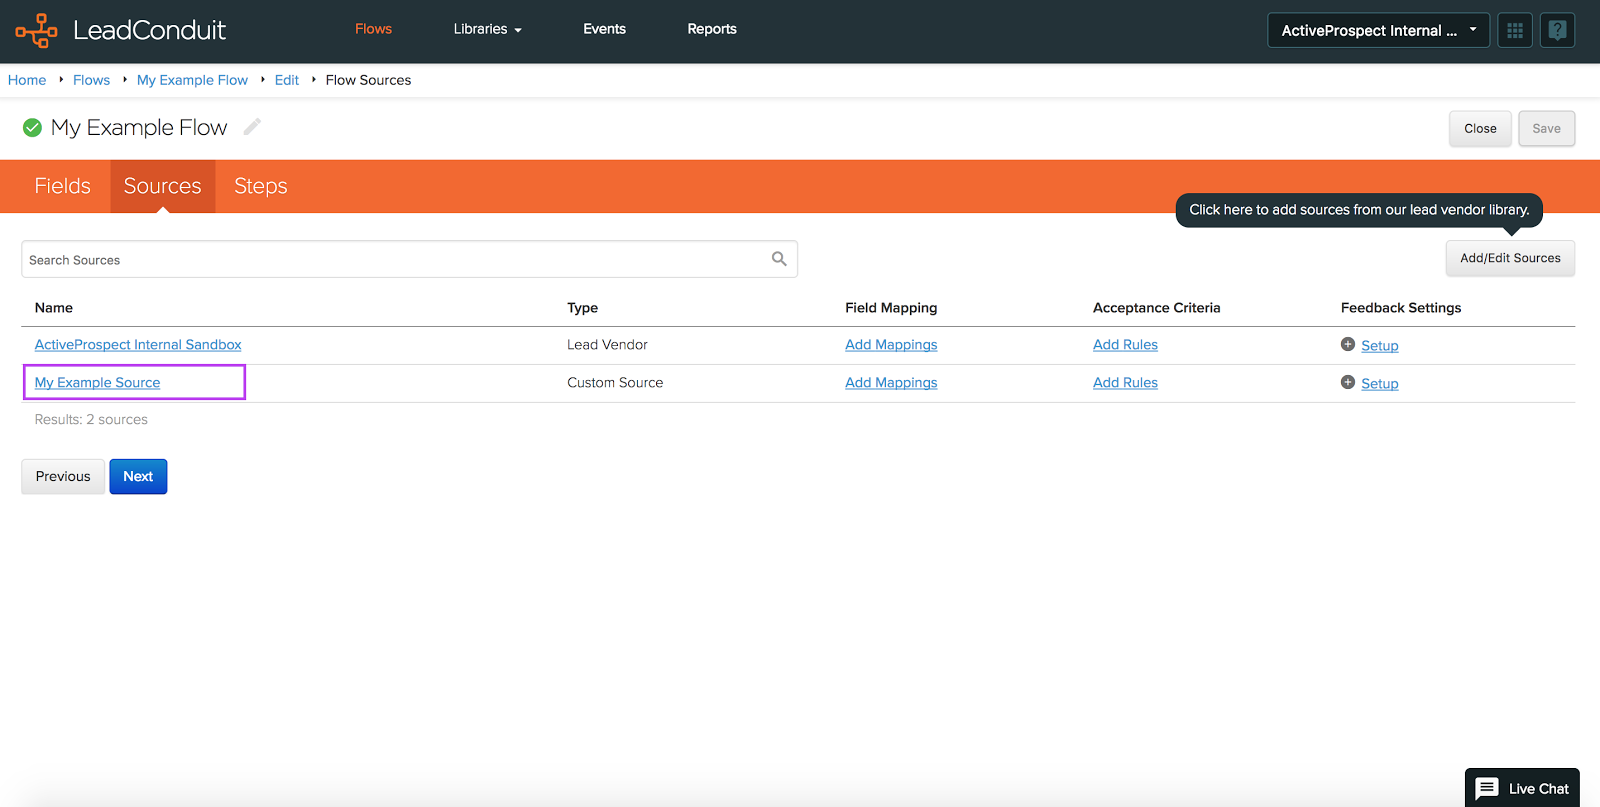 LeadConduit
Flows
Libraries
Events
Reports
ActiveProspect Internal ...
?
Home
Flows
My Example Flow
Edit
Flow Sources
My Example Flow
Close
Save
Fields
Sources
Steps
Click here to add sources from our lead vendor library.
Search Sources
Add/Edit Sources
Name Type Field Mapping Acceptance Criteria Feedback Settings
ActiveProspect Internal Sandbox Lead Vendor Add Mappings Add Rules Setup
My Example Source Custom Source Add Mappings Add Rules Setup
Results: 2 sources
Previous
Next
Live Chat